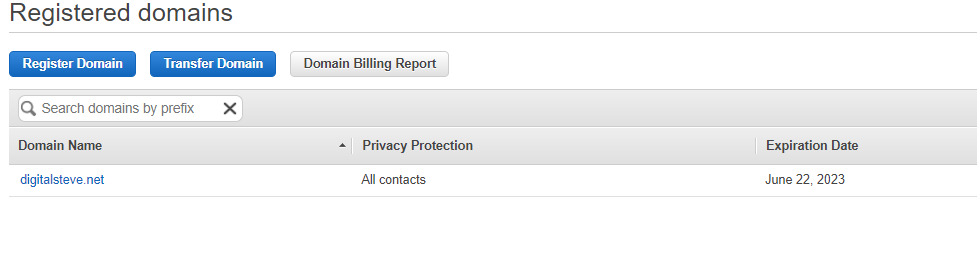 Registered domains
Register Domain Transfer Domain Domain Billing Report
Search domains by prefix
Domain Name Privacy Protection Expiration Date
digitalsteve.net All contacts June 22, 2023